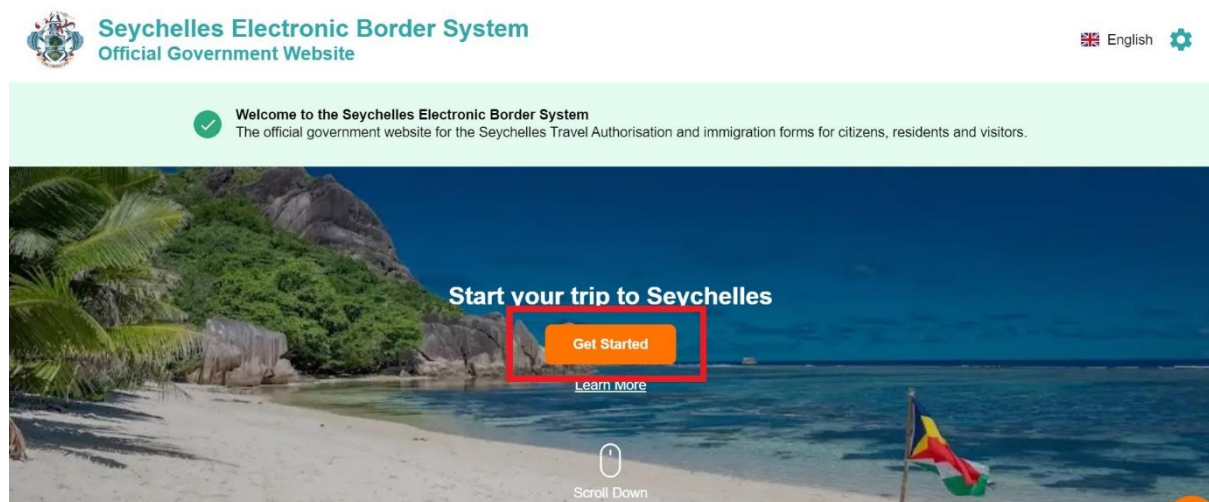 Seychelles Electronic Border System
Official Government Website
English
Welcome to the Seychelles Electronic Border System
The official government website for the Seychelles Travel Authorisation and immigration forms for citizens, residents and visitors.
Start your trip to Seychelles
Get Started
Learn More
Scroll Down